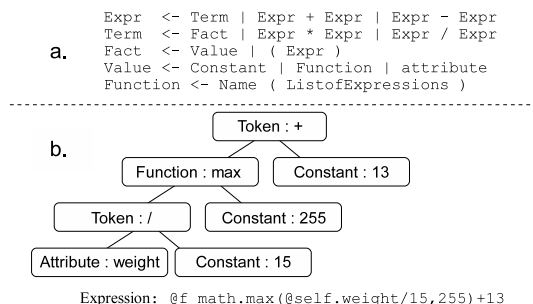 a.
Expr <- Term | Expr + Expr | Expr - Expr
Term <- Fact | Expr * Expr | Expr / Expr
Fact <- Value | ( Expr )
Value <- Constant | Function | attribute
Function <- Name ( ListofExpressions )
b.
Token : +
Function : max
Constant : 13
Token : /
Constant : 255
Attribute : weight
Constant : 15
Expression: @f math.max(@self.weight/15,255)+13